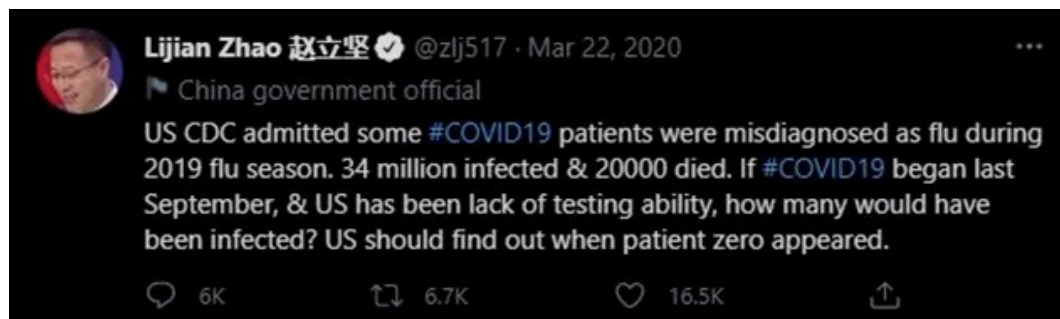 Lijian Zhao 赵立坚 @zlj517 · Mar 22, 2020
China government official
US CDC admitted some #COVID19 patients were misdiagnosed as flu during
2019 flu season. 34 million infected & 20000 died. If #COVID19 began last
September, & US has been lack of testing ability, how many would have
been infected? US should find out when patient zero appeared.
6K 6.7K 16.5K